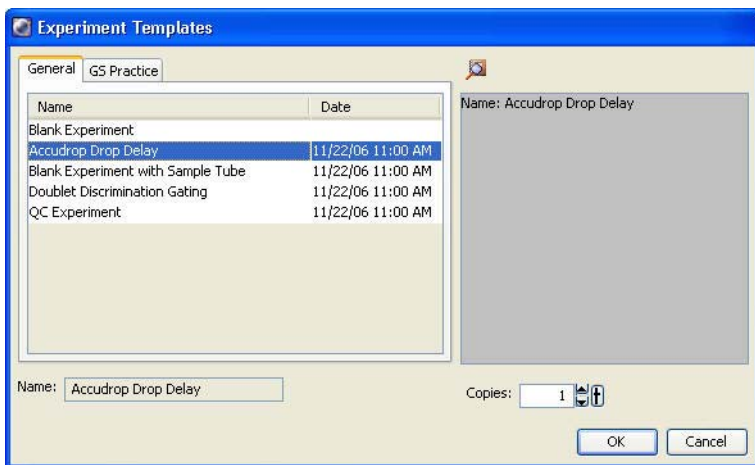 Experiment Templates
General GS Practice
Name Date
Blank Experiment
Accudrop Drop Delay 11/22/06 11:00 AM
Blank Experiment with Sample Tube 11/22/06 11:00 AM
Doublet Discrimination Gating 11/22/06 11:00 AM
QC Experiment 11/22/06 11:00 AM
Name: Accudrop Drop Delay
Name: Accudrop Drop Delay
Copies: 1
OK Cancel